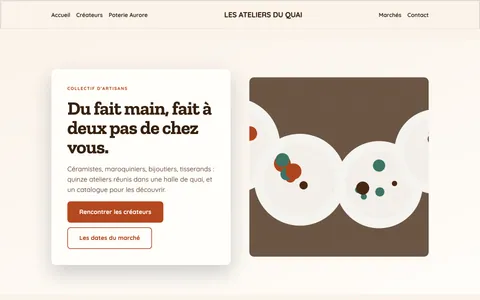 Accueil Créateurs Poterie Aurore LES ATELIERS DU QUAI Marchés Contact
COLLECTIF D'ARTISANS
Du fait main, fait à
deux pas de chez
vous.
Céramistes, maroquiniers, bijoutiers, tisserands :
quinze ateliers réunis dans une halle de quai, et
un catalogue pour les découvrir.
Rencontrer les créateurs
Les dates du marché